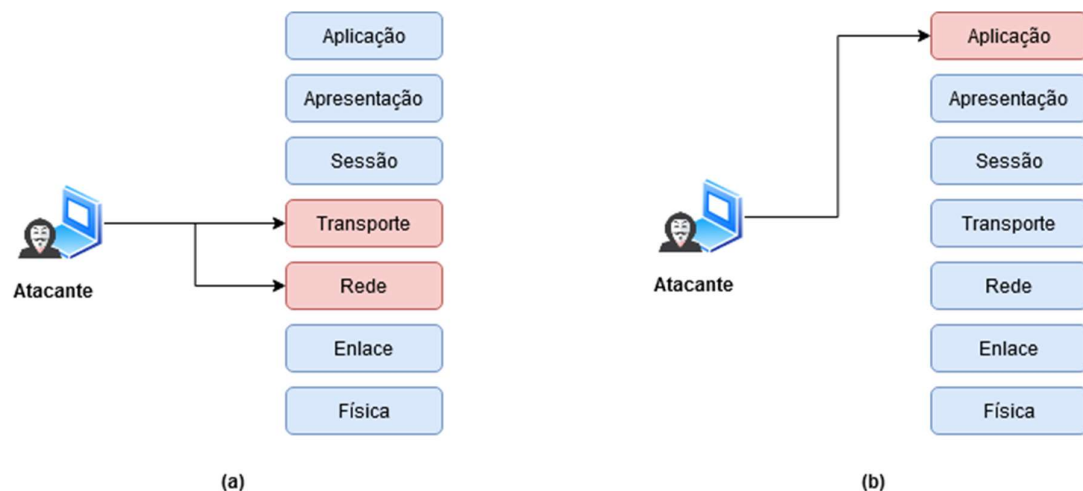 Aplicação
Apresentação
Sessão
Transporte
Rede
Enlace
Física
Atacante
(a)
Aplicação
Apresentação
Sessão
Transporte
Rede
Enlace
Física
Atacante
(b)